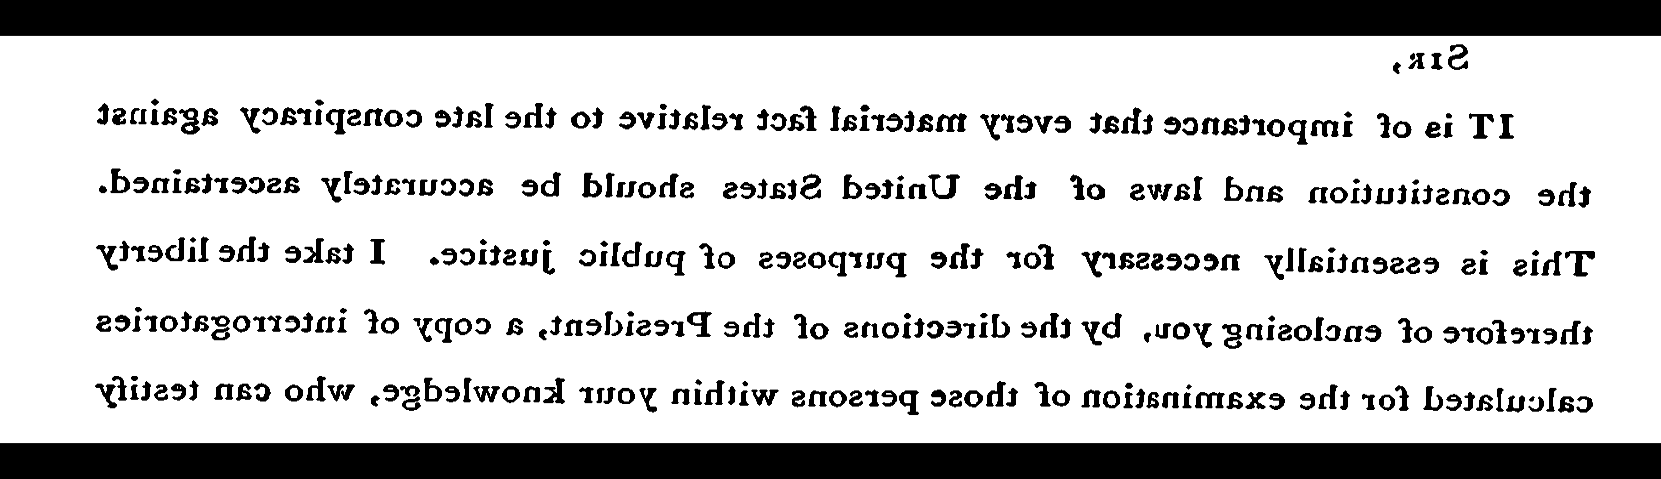 SIR,
IT is of importance that every material fact relative to the late conspiracy against
the constitution and laws of the United States should be accurately ascertained.
This is essentially necessary for the purposes of public justice. I take the liberty
therefore of enclosing you, by the directions of the President, a copy of interrogatories
calculated for the examination of those persons within your knowledge, who can testify